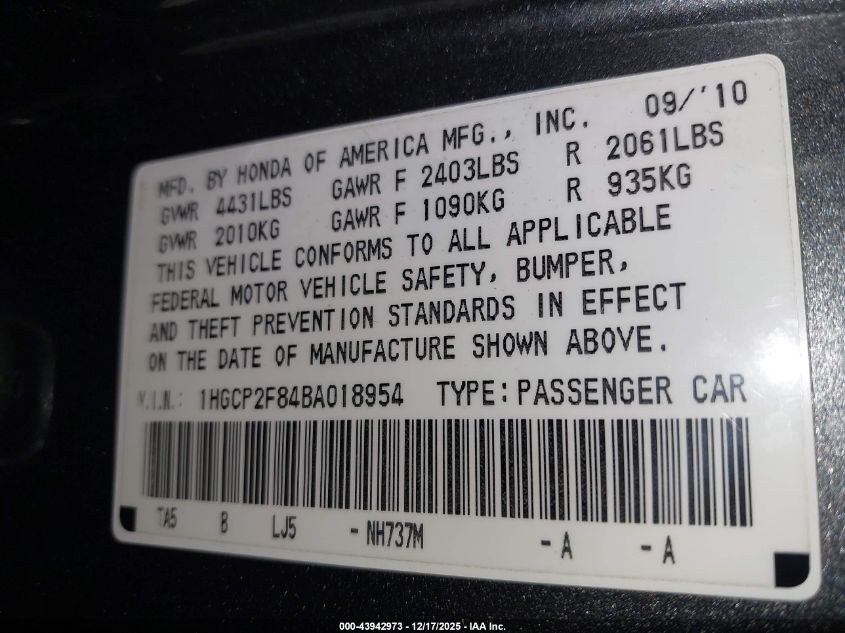 MFD. BY HONDA OF AMERICA MFG., INC. 09/'10
GVWR 4431LBS GAWR F 2403LBS R 2061LBS
GVWR 2010KG GAWR F 1090KG R 935KG
THIS VEHICLE CONFORMS TO ALL APPLICABLE
FEDERAL MOTOR VEHICLE SAFETY, BUMPER,
AND THEFT PREVENTION STANDARDS IN EFFECT
ON THE DATE OF MANUFACTURE SHOWN ABOVE.
V.I.N.: 1HGCP2F84BA018954 TYPE: PASSENGER CAR
TA5 B LJ5 - NH737M - A - A
000-43942973 - 12/17/2025 - IAA Inc.